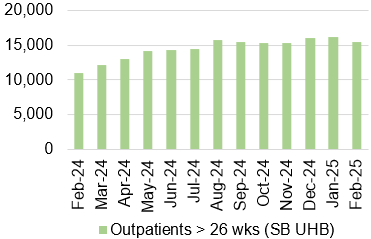 20,000
15,000
10,000
5,000
0
Feb-24
Mar-24
Apr-24
May-24
Jun-24
Jul-24
Aug-24
Sep-24
Oct-24
Nov-24
Dec-24
Jan-25
Feb-25
Outpatients > 26 wks (SB UHB)